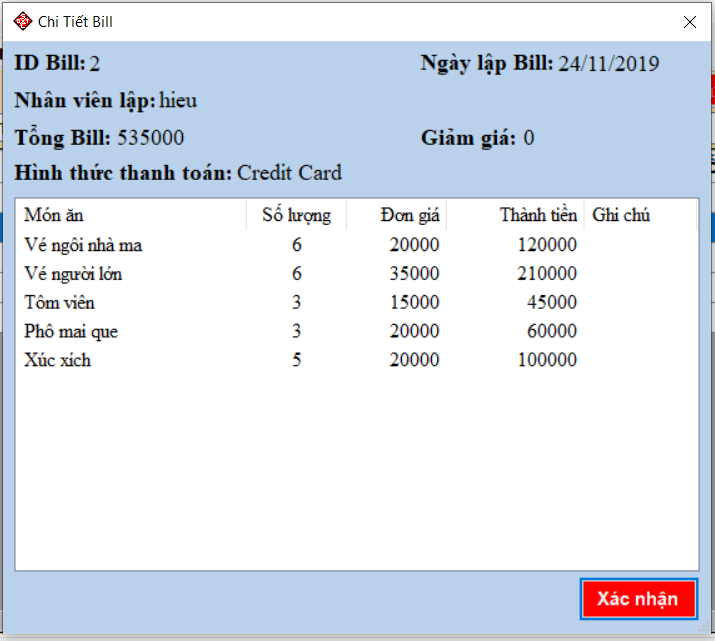 Chi Tiết Bill
ID Bill: 2 Ngày lập Bill: 24/11/2019
Nhân viên lập: hieu
Tổng Bill: 535000 Giảm giá: 0
Hình thức thanh toán: Credit Card
Món ăn Số lượng Đơn giá Thành tiền Ghi chú
Vé ngôi nhà ma 6 20000 120000
Vé người lớn 6 35000 210000
Tôm viên 3 15000 45000
Phô mai que 3 20000 60000
Xúc xích 5 20000 100000
Xác nhận